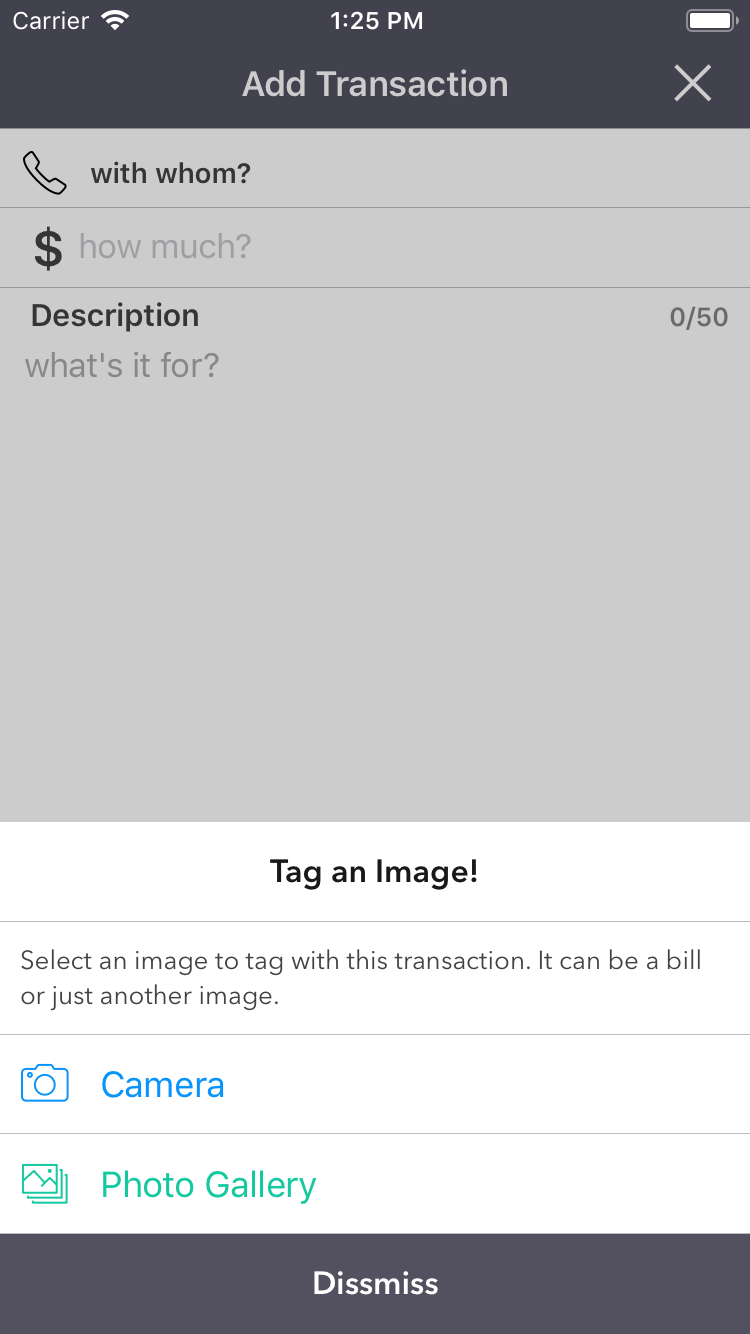 Carrier 1:25 PM
Add Transaction
with whom?
$ how much?
Description 0/50
what's it for?
Tag an Image!
Select an image to tag with this transaction. It can be a bill
or just another image.
Camera
Photo Gallery
Dissmiss